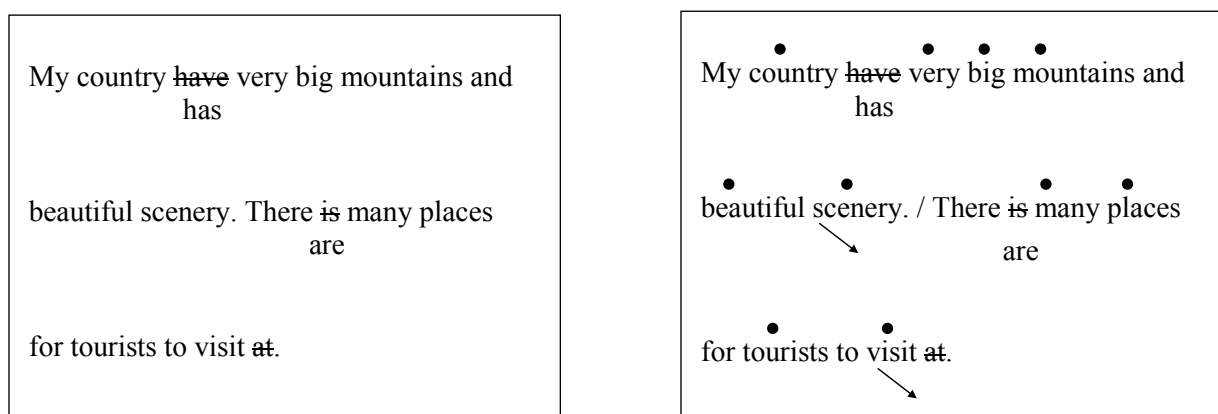 My country have very big mountains and
has
beautiful scenery. There is many places
are
for tourists to visit at.
My country have very big mountains and
has
beautiful scenery. / There is many places
are
for tourists to visit at.